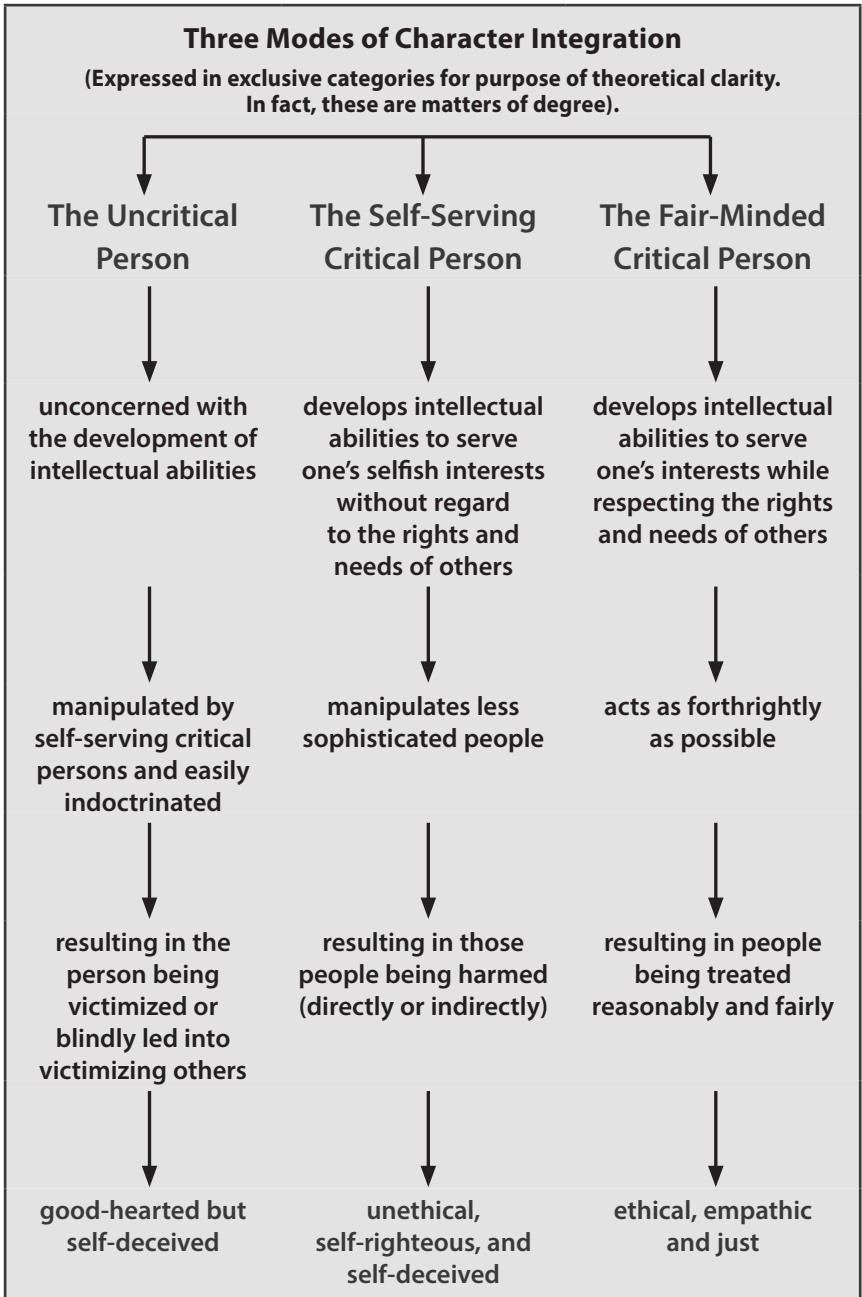 Three Modes of Character Integration
(Expressed in exclusive categories for purpose of theoretical clarity.
In fact, these are matters of degree).
The Uncritical
Person
unconcerned with
the development of
intellectual abilities
manipulated by
self-serving critical
persons and easily
indoctrinated
resulting in the
person being
victimized or
blindly led into
victimizing others
good-hearted but
self-deceived
The Self-Serving
Critical Person
develops intellectual
abilities to serve
one’s selfish interests
without regard
to the rights and
needs of others
manipulates less
sophisticated people
resulting in those
people being harmed
(directly or indirectly)
unethical,
self-righteous, and
self-deceived
The Fair-Minded
Critical Person
develops intellectual
abilities to serve
one’s interests while
respecting the rights
and needs of others
acts as forthrightly
as possible
resulting in people
being treated
reasonably and fairly
ethical, empathic
and just